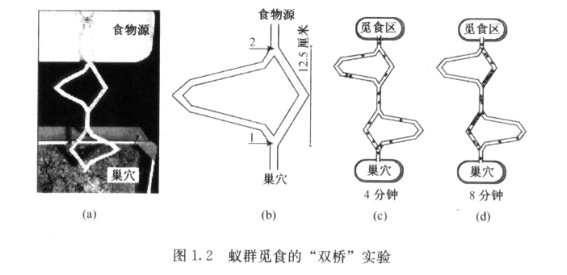 食物源
巢穴
(a)
食物源
2
12.5厘米
1
巢穴
(b)
觅食区
巢穴
4分钟
(c)
觅食区
巢穴
8分钟
(d)
图1.2 蚁群觅食的“双桥”实验